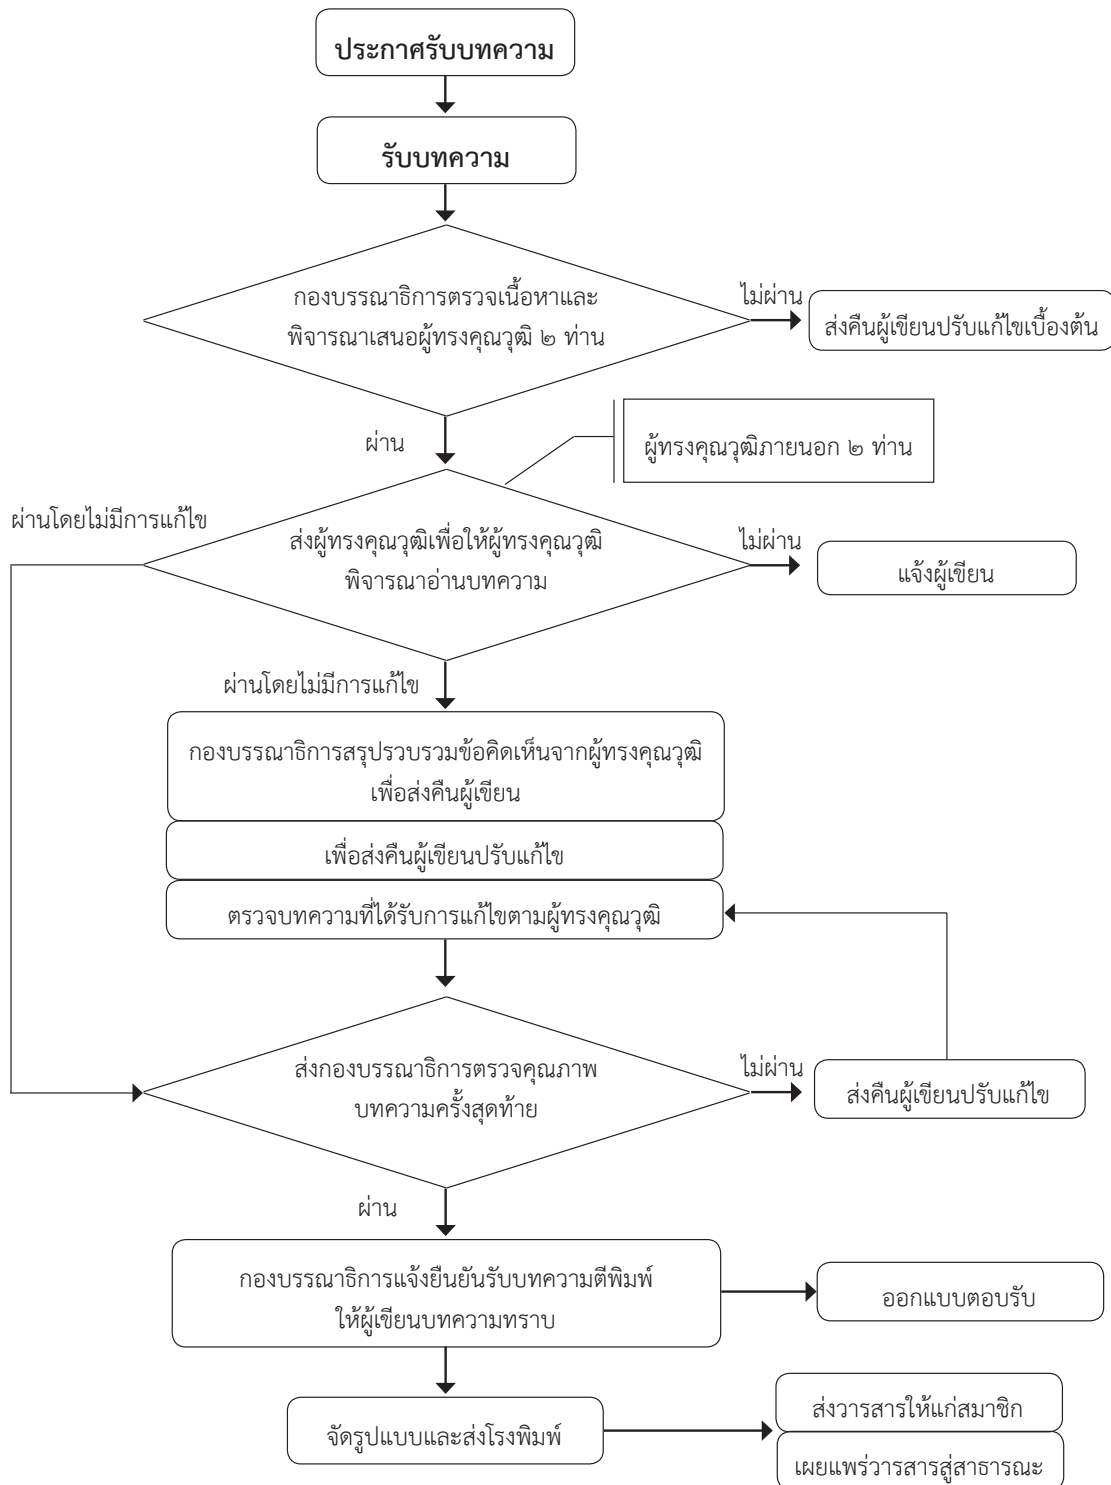 ประกาศรับบทความ
รับบทความ
กองบรรณาธิการตรวจเนื้อหาและ
พิจารณาเสนอผู้ทรงคุณวุฒิ ๒ ท่าน
ไม่ผ่าน
ส่งคืนผู้เขียนปรับแก้ไขเบื้องต้น
ผ่าน
ผู้ทรงคุณวุฒิภายนอก ๒ ท่าน
ผ่านโดยไม่มีการแก้ไข
ส่งผู้ทรงคุณวุฒิเพื่อให้ผู้ทรงคุณวุฒิ
พิจารณาอ่านบทความ
ไม่ผ่าน
แจ้งผู้เขียน
ผ่านโดยไม่มีการแก้ไข
กองบรรณาธิการสรุปรวบรวมข้อคิดเห็นจากผู้ทรงคุณวุฒิ
เพื่อส่งคืนผู้เขียน
เพื่อส่งคืนผู้เขียนปรับแก้ไข
ตรวจบทความที่ได้รับการแก้ไขตามผู้ทรงคุณวุฒิ
ส่งกองบรรณาธิการตรวจคุณภาพ
บทความครั้งสุดท้าย
ไม่ผ่าน
ส่งคืนผู้เขียนปรับแก้ไข
ผ่าน
กองบรรณาธิการแจ้งยืนยันรับบทความตีพิมพ์
ให้ผู้เขียนบทความทราบ
ออกแบบตอบรับ
จัดรูปแบบและส่งโรงพิมพ์
ส่งวารสารให้แก่สมาชิก
เผยแพร่วารสารสู่สาธารณะ